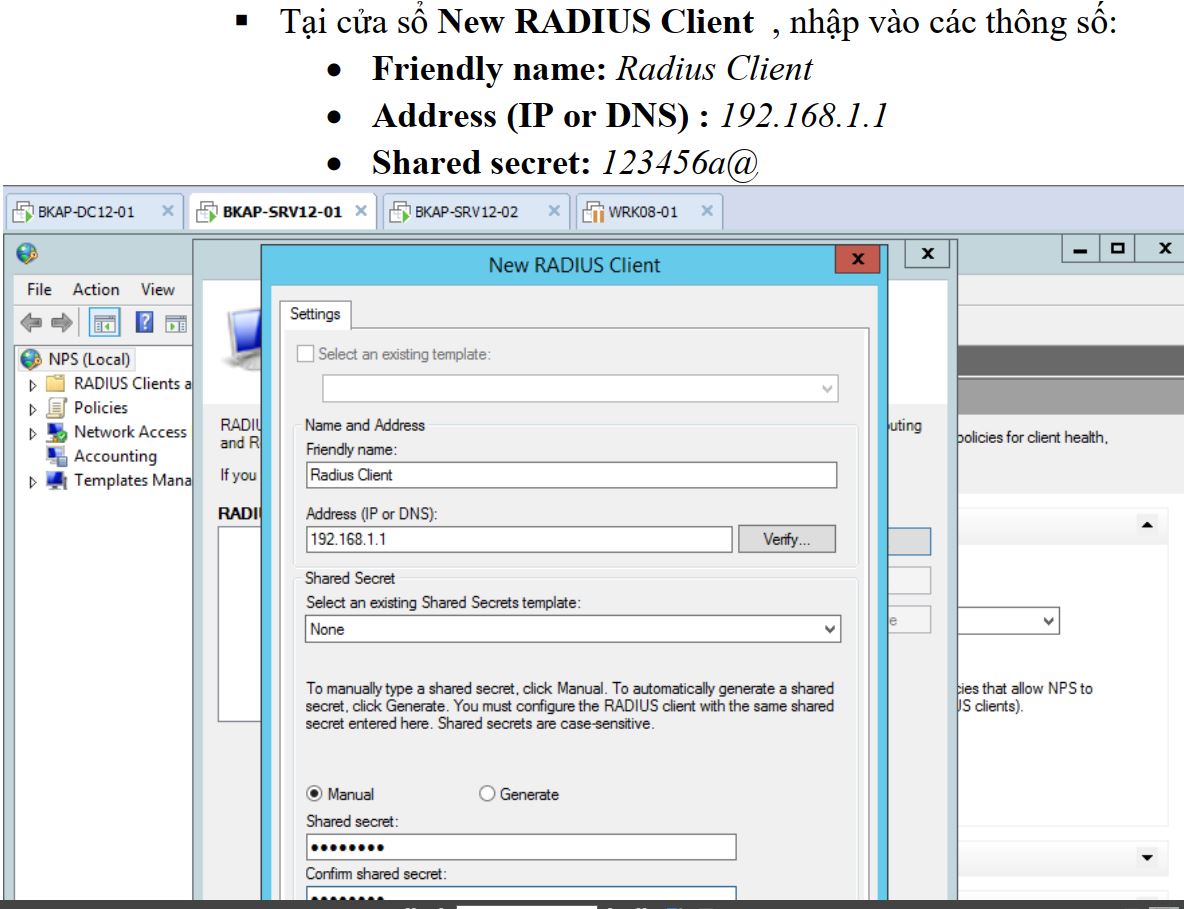 ▪ Tại cửa sổ New RADIUS Client , nhập vào các thông số:
• Friendly name: Radius Client
• Address (IP or DNS) : 192.168.1.1
• Shared secret: 123456a@
BKAP-DC12-01 BKAP-SRV12-01 BKAP-SRV12-02 WRK08-01
New RADIUS Client
File Action View
NPS (Local)
RADIUS Clients a
Policies
Network Access
Accounting
Templates Mana
RADIU
and R
If you
RADI
Settings
Select an existing template:
Name and Address
Friendly name:
Radius Client
Address (IP or DNS):
192.168.1.1 Verify...
Shared Secret
Select an existing Shared Secrets template:
None
To manually type a shared secret, click Manual. To automatically generate a shared
secret, click Generate. You must configure the RADIUS client with the same shared
secret entered here. Shared secrets are case-sensitive.
Manual Generate
Shared secret:
••••••••
Confirm shared secret:
••••••••
uting
e
policies for client health,
cies that allow NPS to
US clients).